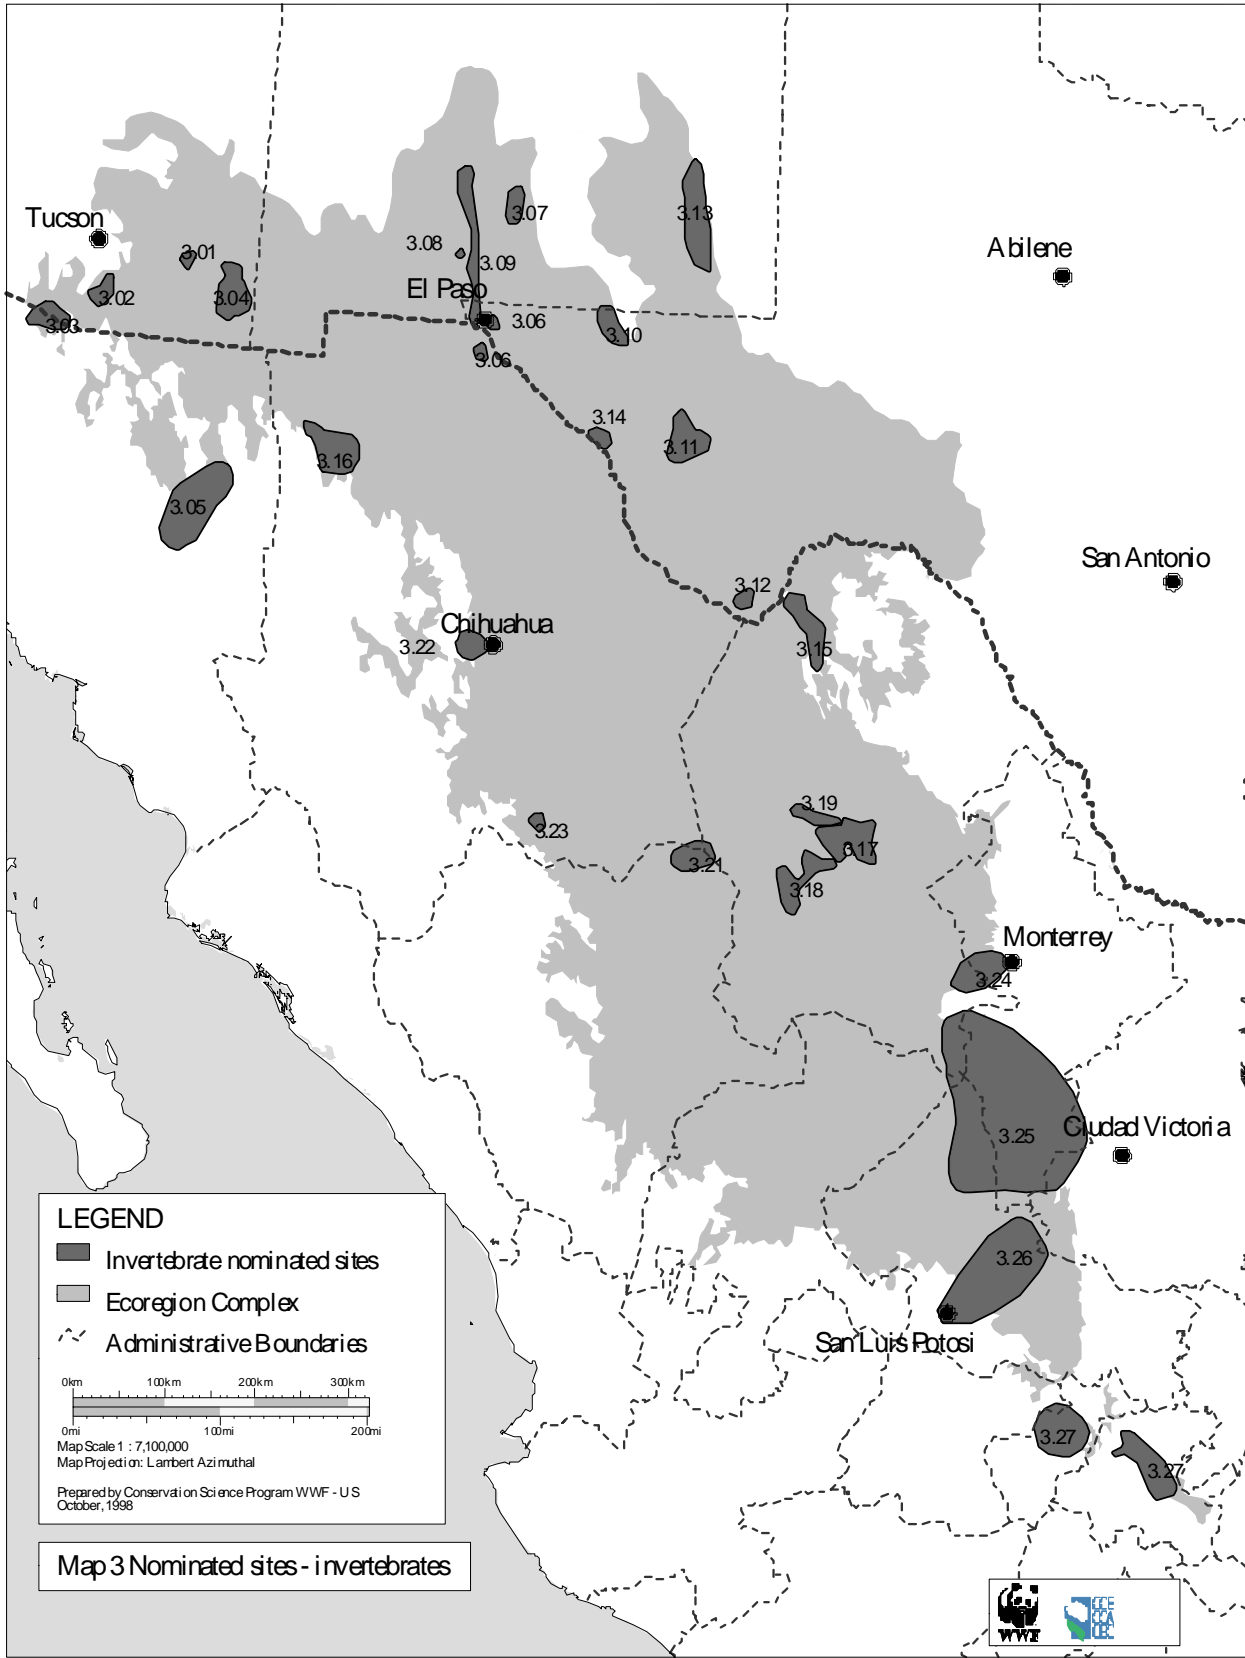 Tucson
3.01
3.02
3.03
3.04
3.05
3.07
3.08
3.09
El Paso
3.06
3.06
3.10
3.13
Abilene
3.14
3.11
3.16
San Antonio
3.12
Chihuahua
3.22
3.15
3.19
3.23
3.17
3.21
3.18
Monterrey
3.24
3.25
Ciudad Victoria
3.26
San Luis Potosi
3.27
3.27
LEGEND
Invertebrate nominated sites
Ecoregion Complex
Administrative Boundaries
0km 100km 200km 300km
0mi 100mi 200mi
Map Scale 1 : 7,100,000
Map Projection: Lambert Azimuthal
Prepared by Conservation Science Program WWF - US
October, 1998
Map 3 Nominated sites - invertebrates
WWF
CCE
CCA
CEC